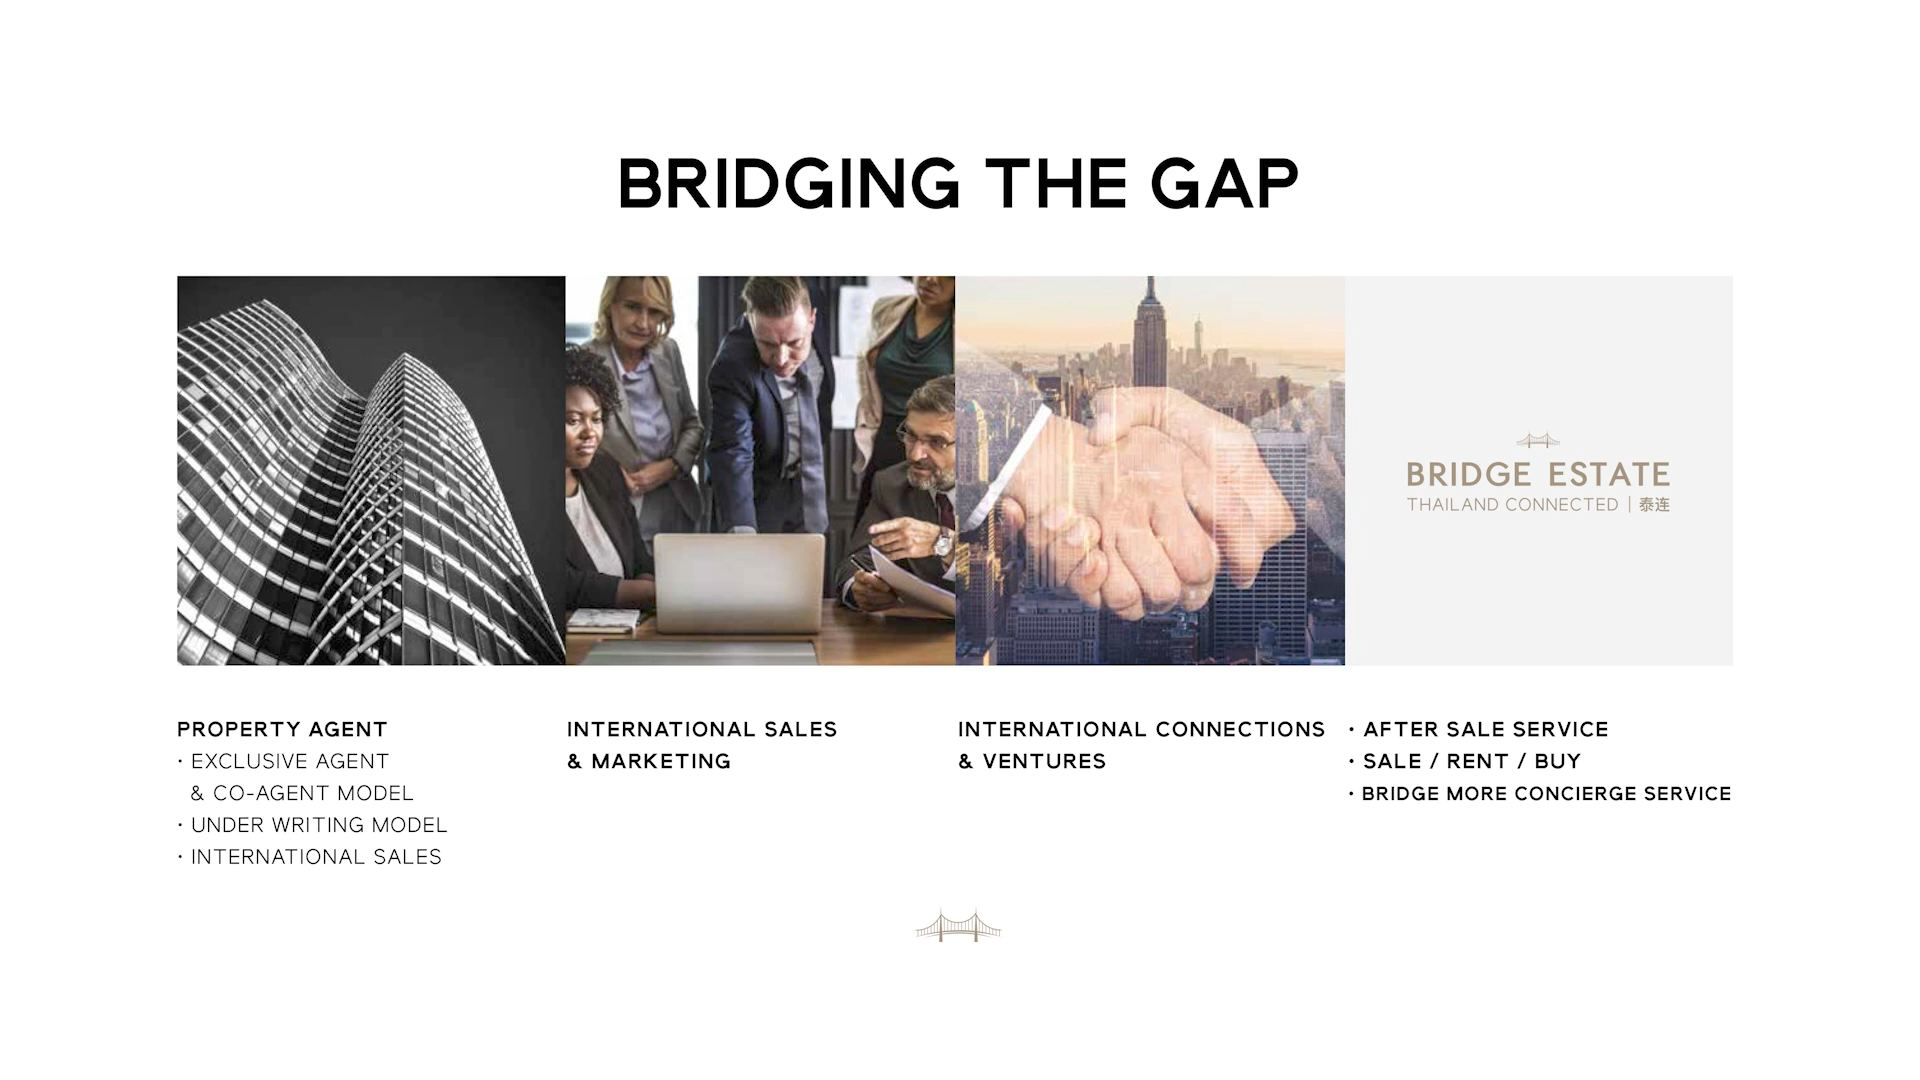 BRIDGING THE GAP
BRIDGE ESTATE
THAILAND CONNECTED | 泰连
PROPERTY AGENT
· EXCLUSIVE AGENT
& CO-AGENT MODEL
· UNDER WRITING MODEL
· INTERNATIONAL SALES
INTERNATIONAL SALES
& MARKETING
INTERNATIONAL CONNECTIONS
& VENTURES
· AFTER SALE SERVICE
· SALE / RENT / BUY
· BRIDGE MORE CONCIERGE SERVICE